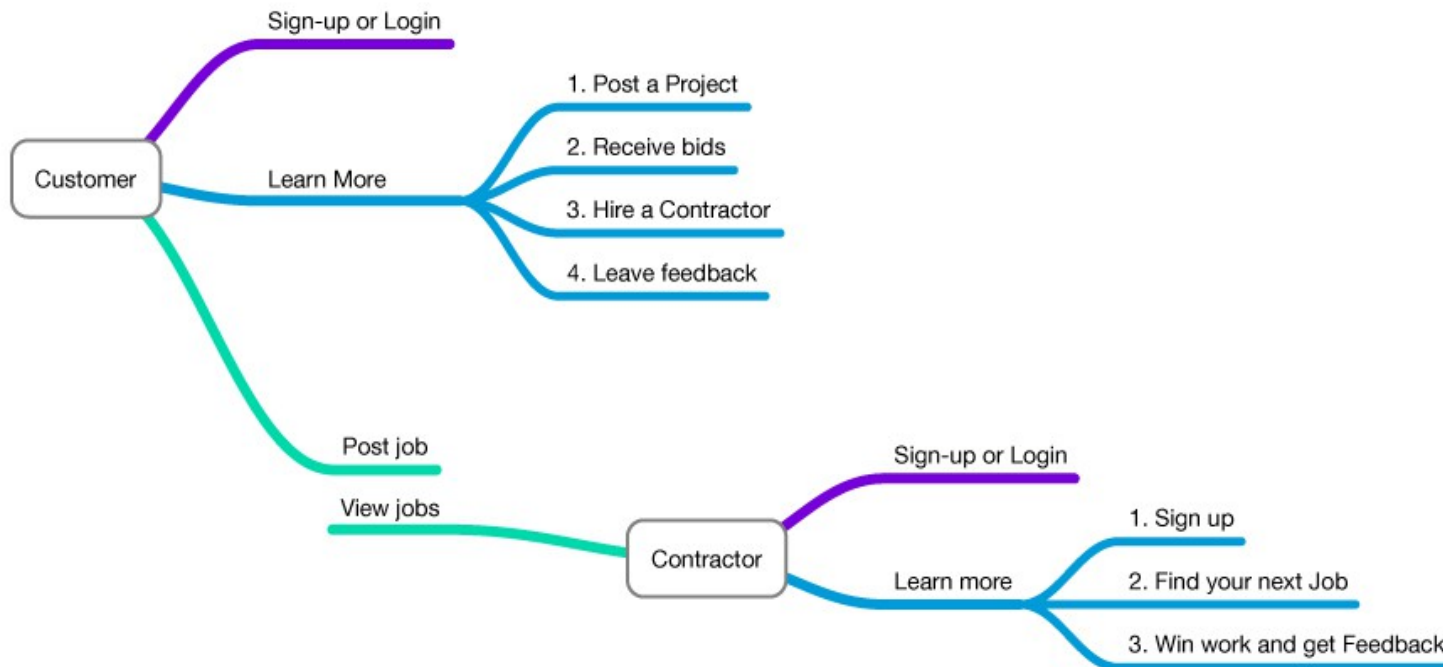 Sign-up or Login
1. Post a Project
2. Receive bids
Customer
Learn More
3. Hire a Contractor
4. Leave feedback
Post job
Sign-up or Login
View jobs
1. Sign up
Contractor
Learn more
2. Find your next Job
3. Win work and get Feedback